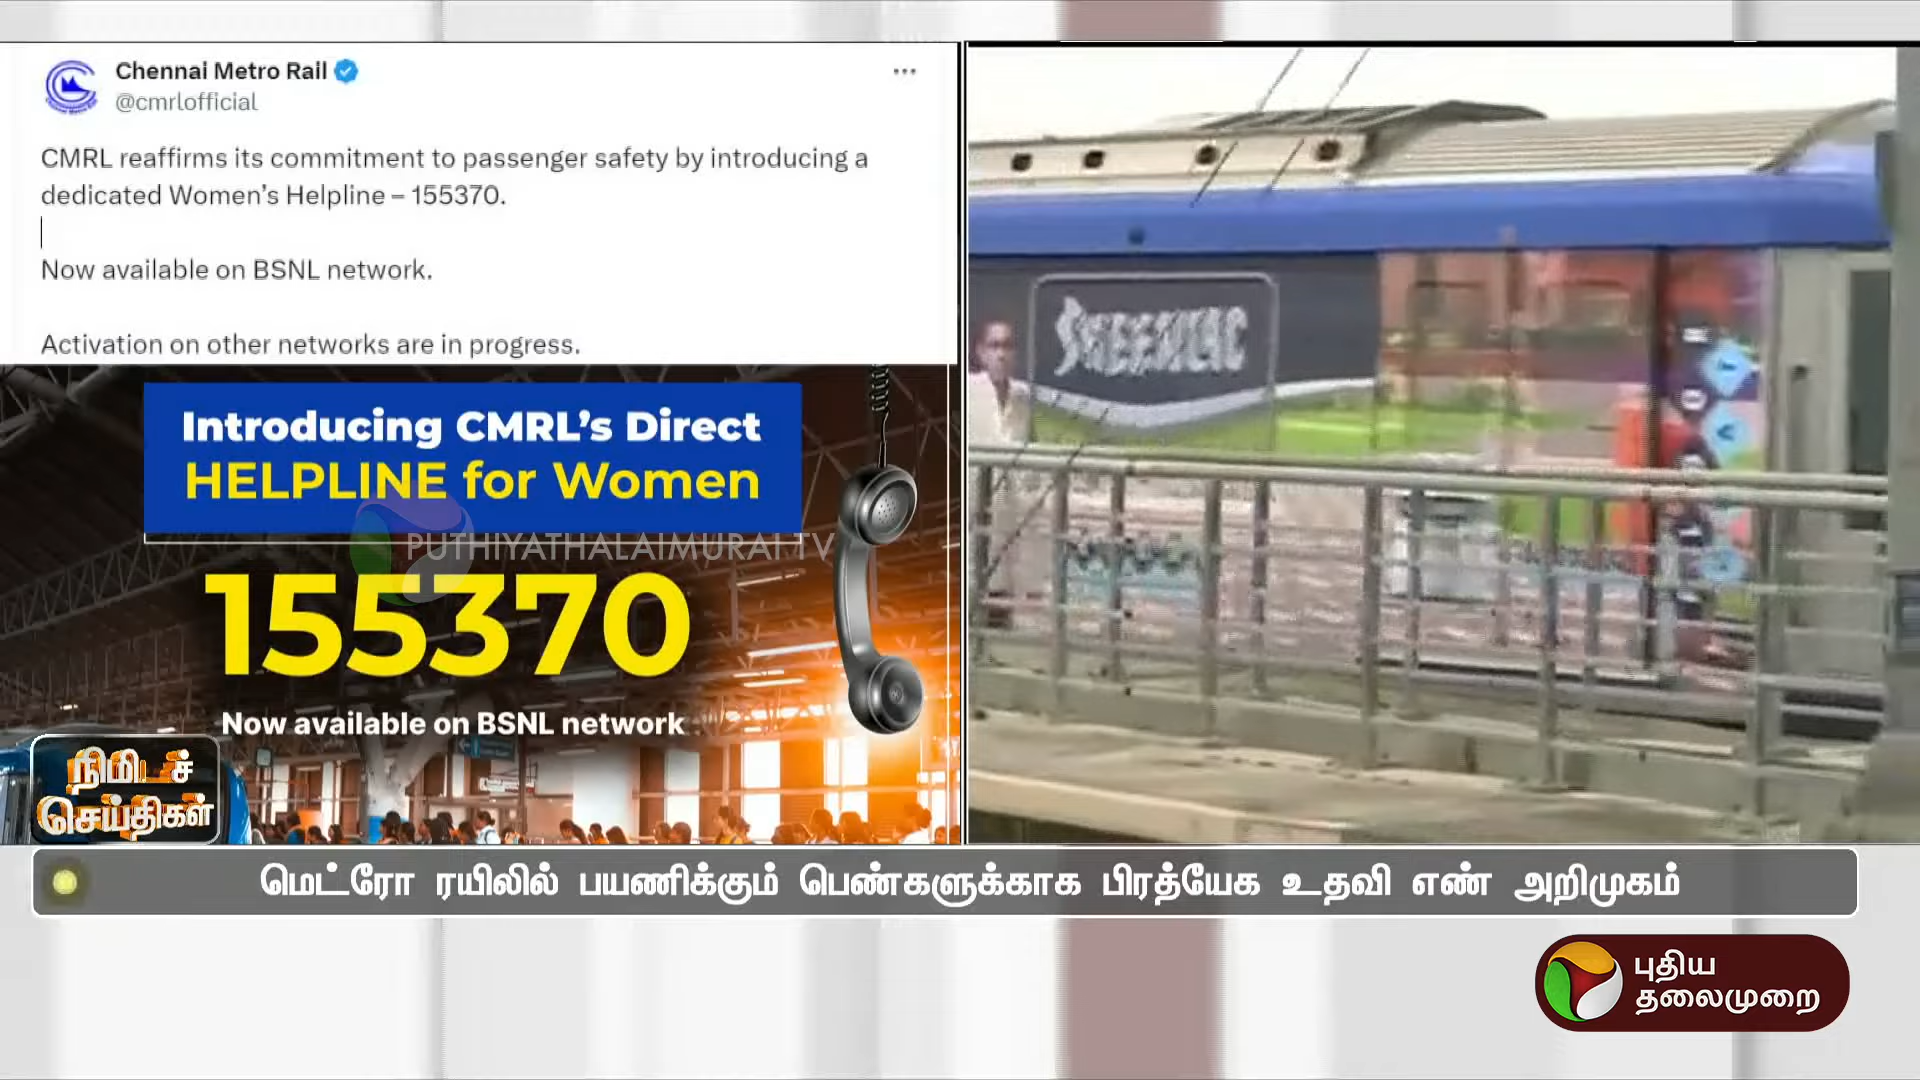 Chennai Metro Rail
@cmrlofficial
CMRL reaffirms its commitment to passenger safety by introducing a
dedicated Women’s Helpline – 155370.
Now available on BSNL network.
Activation on other networks are in progress.
Introducing CMRL’s Direct
HELPLINE for Women
PUTHIYATHALAIMURAI TV
155370
Now available on BSNL network
நிமிடச்
செய்திகள்
மெட்ரோ ரயிலில் பயணிக்கும் பெண்களுக்காக பிரத்யேக உதவி எண் அறிமுகம்
புதிய
தலைமுறை